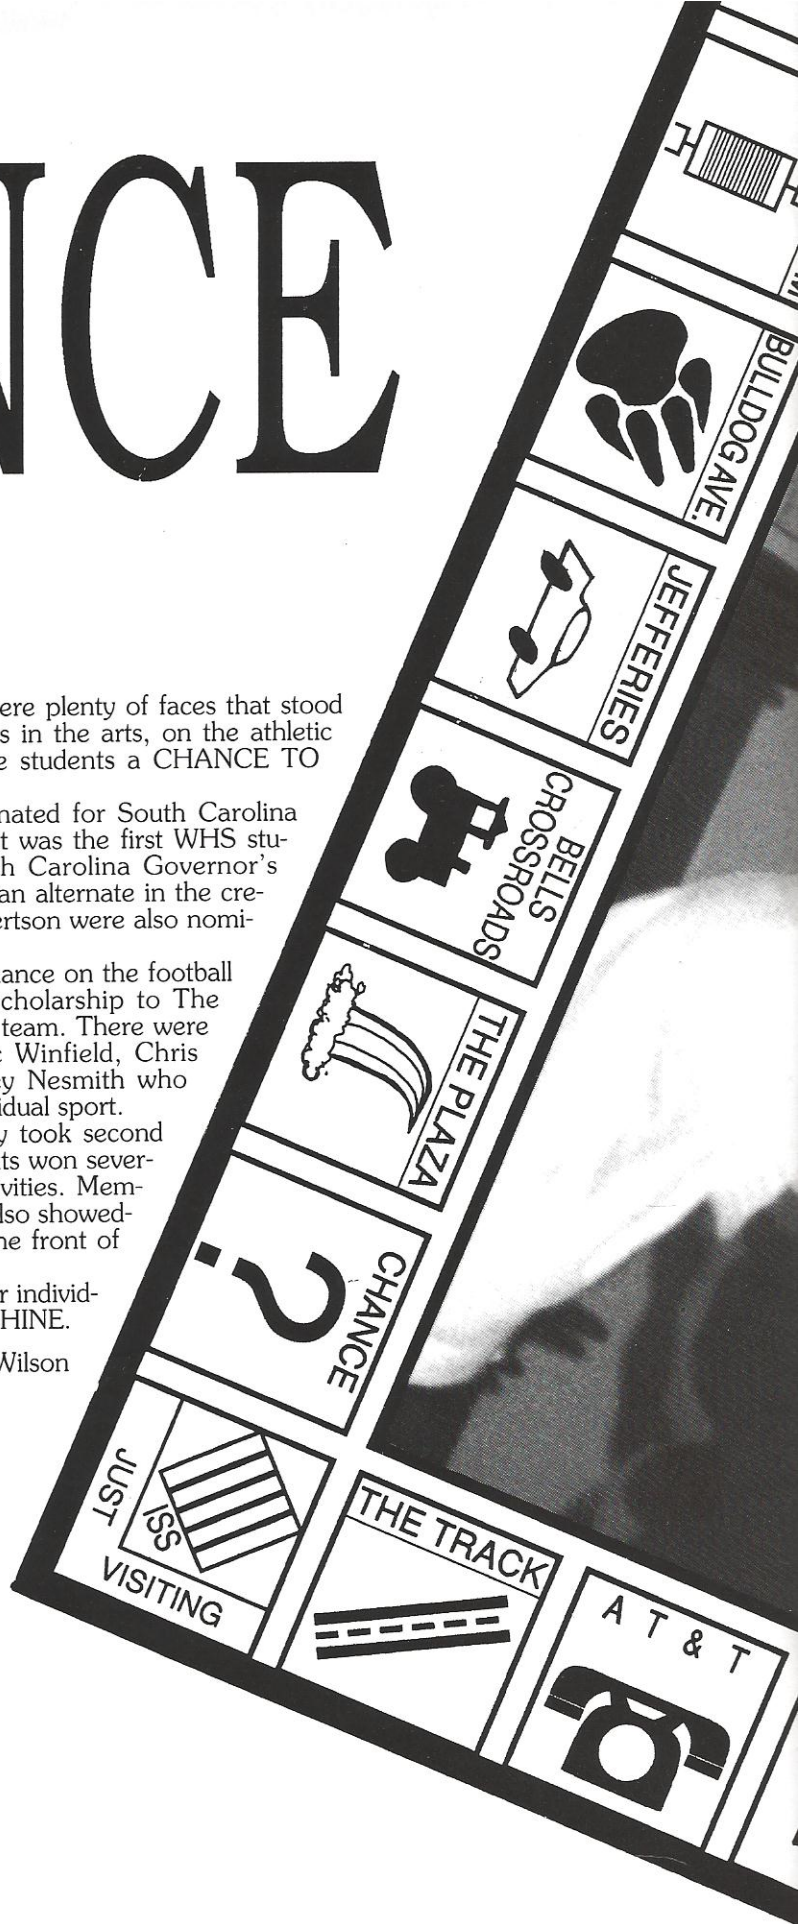 NCE
ere plenty of faces that stood
s in the arts, on the athletic
e students a CHANCE TO
nated for South Carolina
t was the first WHS stu-
h Carolina Governor's
an alternate in the cre-
ertson were also nomi-
ance on the football
cholarship to The
team. There were
c Winfield, Chris
ey Nesmith who
idual sport.
y took second
ts won sever-
vities. Mem-
lso showed-
ne front of
r individ-
HINE.
Wilson
BULLDOG AVE.
JEFFERIES
BELLS
CROSSROADS
THE PLAZA
CHANCE
?
JUST
ISS
VISITING
THE TRACK
A T & T